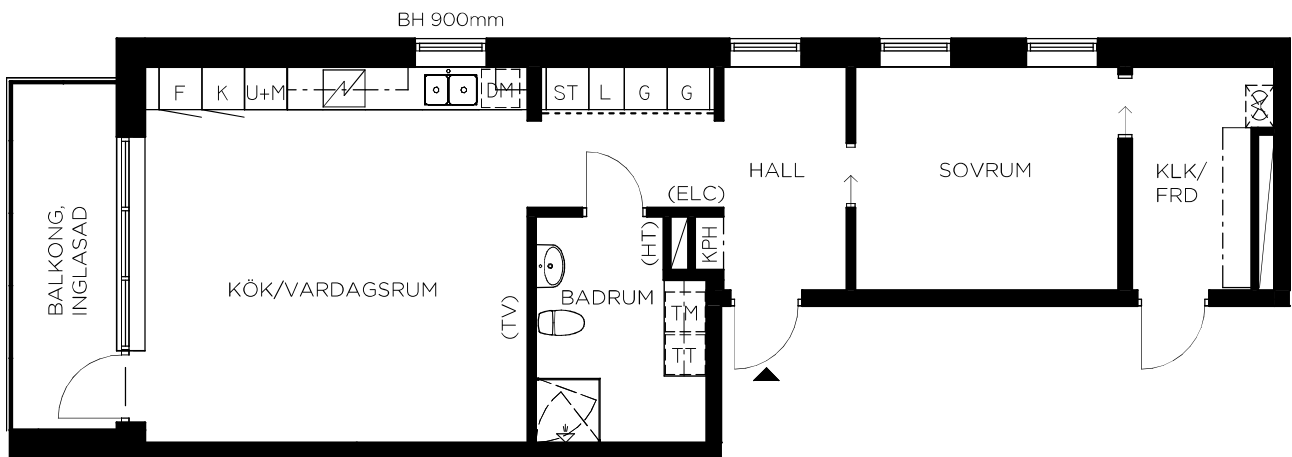 BH 900mm
F
K
U+M
DM
ST
L
G
G
HALL
SOVRUM
KLK/
FRD
(ELC)
(HT)
KPH
BALKONG,
INGLASAD
KÖK/VARDAGSRUM
(TV)
BADRUM
TM
TT